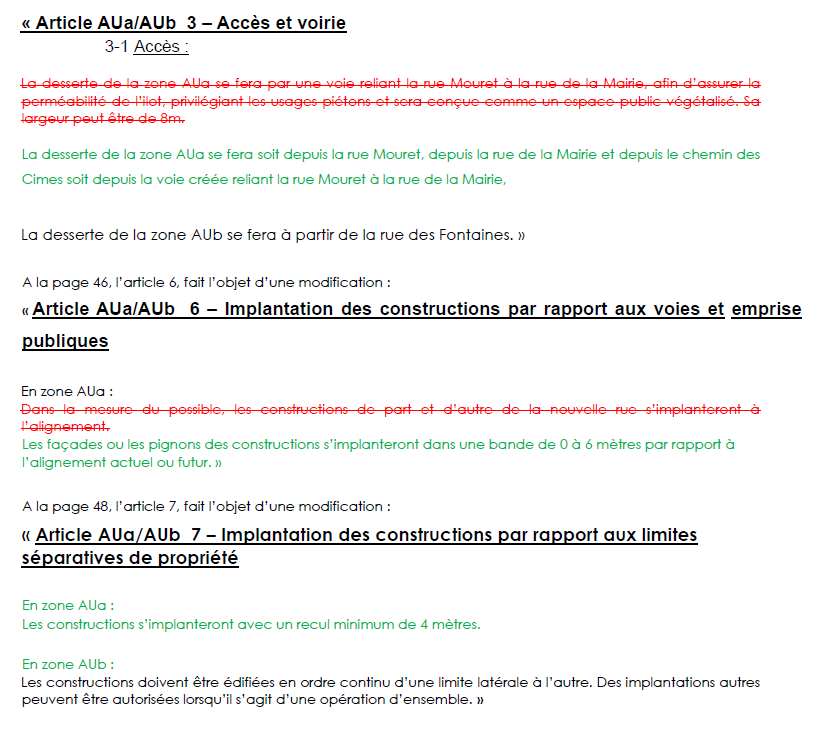 « Article AUa/AUb  3 – Accès et voirie
3-1 Accès :
La desserte de la zone AUa se fera par une voie reliant la rue Mouret à la rue de la Mairie, afin d'assurer la
perméabilité de l'ilot, privilégiant les usages piétons et sera conçue comme un espace public végétalisé. Sa
largeur peut être de 8m.
La desserte de la zone AUa se fera soit depuis la rue Mouret, depuis la rue de la Mairie et depuis le chemin des
Cimes soit depuis la voie créée reliant la rue Mouret à la rue de la Mairie,
La desserte de la zone AUb se fera à partir de la rue des Fontaines. »
A la page 46, l'article 6, fait l'objet d'une modification :
« Article AUa/AUb  6 – Implantation des constructions par rapport aux voies et emprise
publiques
En zone AUa :
Dans la mesure du possible, les constructions de part et d'autre de la nouvelle rue s'implanteront à
l'alignement.
Les façades ou les pignons des constructions s'implanteront dans une bande de 0 à 6 mètres par rapport à
l'alignement actuel ou futur. »
A la page 48, l'article 7, fait l'objet d'une modification :
« Article AUa/AUb  7 – Implantation des constructions par rapport aux limites
séparatives de propriété
En zone AUa :
Les constructions s'implanteront avec un recul minimum de 4 mètres.
En zone AUb :
Les constructions doivent être édifiées en ordre continu d'une limite latérale à l'autre. Des implantations autres
peuvent être autorisées lorsqu'il s'agit d'une opération d'ensemble. »